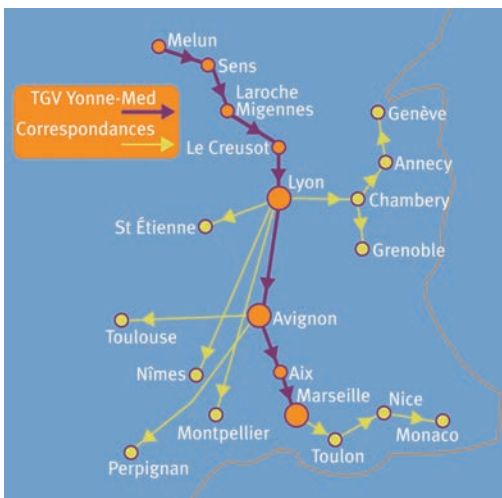 Melun
Sens
TGV Yonne-Med
Correspondances
Laroche
Migennes
Le Creusot
Lyon
Genève
Annecy
Chambery
Grenoble
St Étienne
Avignon
Toulouse
Nîmes
Aix
Marseille
Montpellier
Perpignan
Toulon
Nice
Monaco